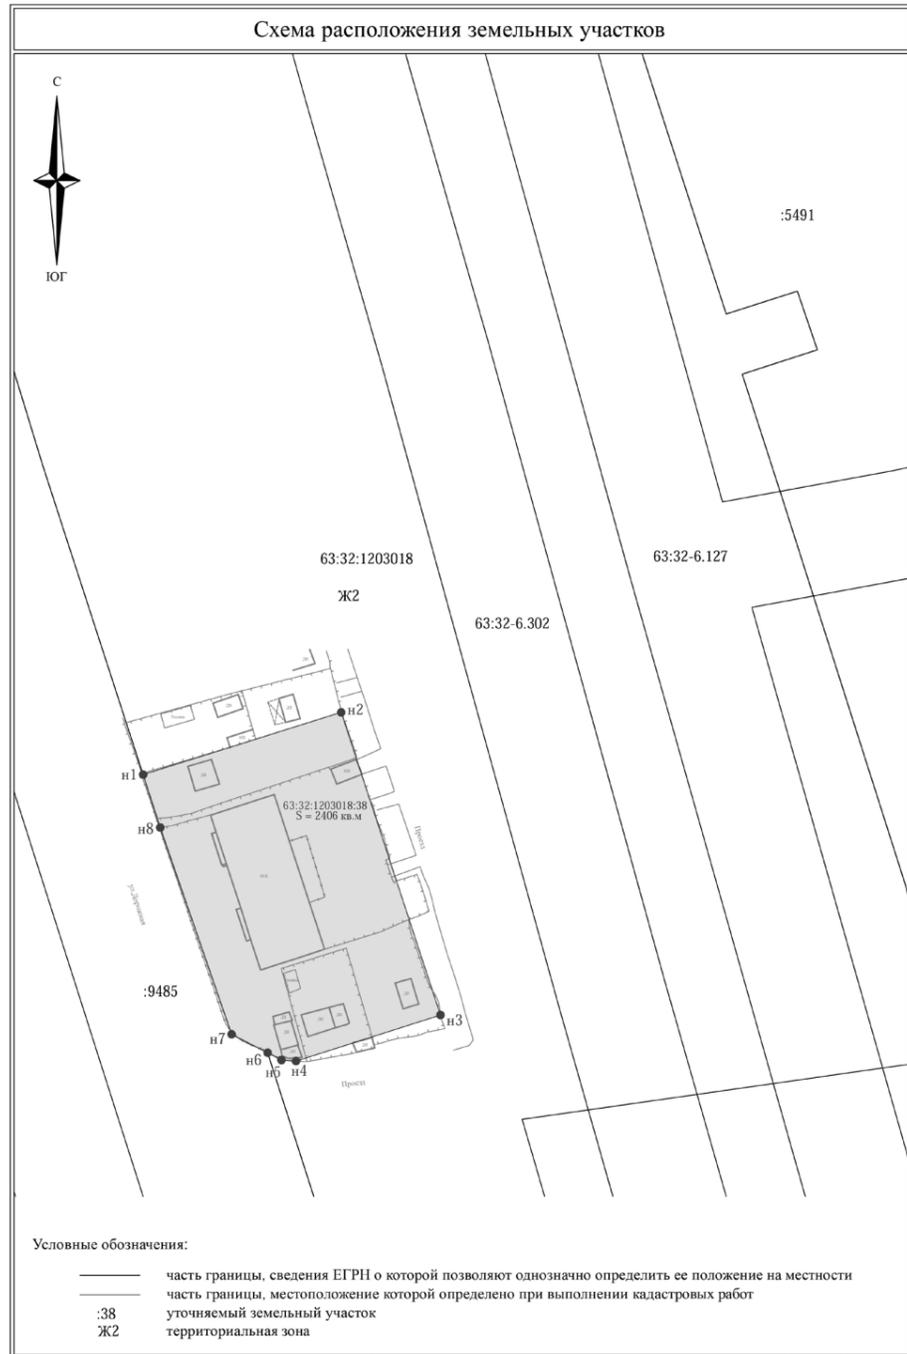 Схема расположения земельных участков
С
ЮГ
:5491
63:32:1203018
63:32-6.127
Ж2
63:32-6.302
н2
н1
63:32:1203018:38
S = 2406 кв.м
н8
Проезд
ул.Дорожная
:9485
н3
н7
н6
н5
н4
Проезд
Условные обозначения:
часть границы, сведения ЕГРН о которой позволяют однозначно определить ее положение на местности
часть границы, местоположение которой определено при выполнении кадастровых работ
:38 уточняемый земельный участок
Ж2 территориальная зона